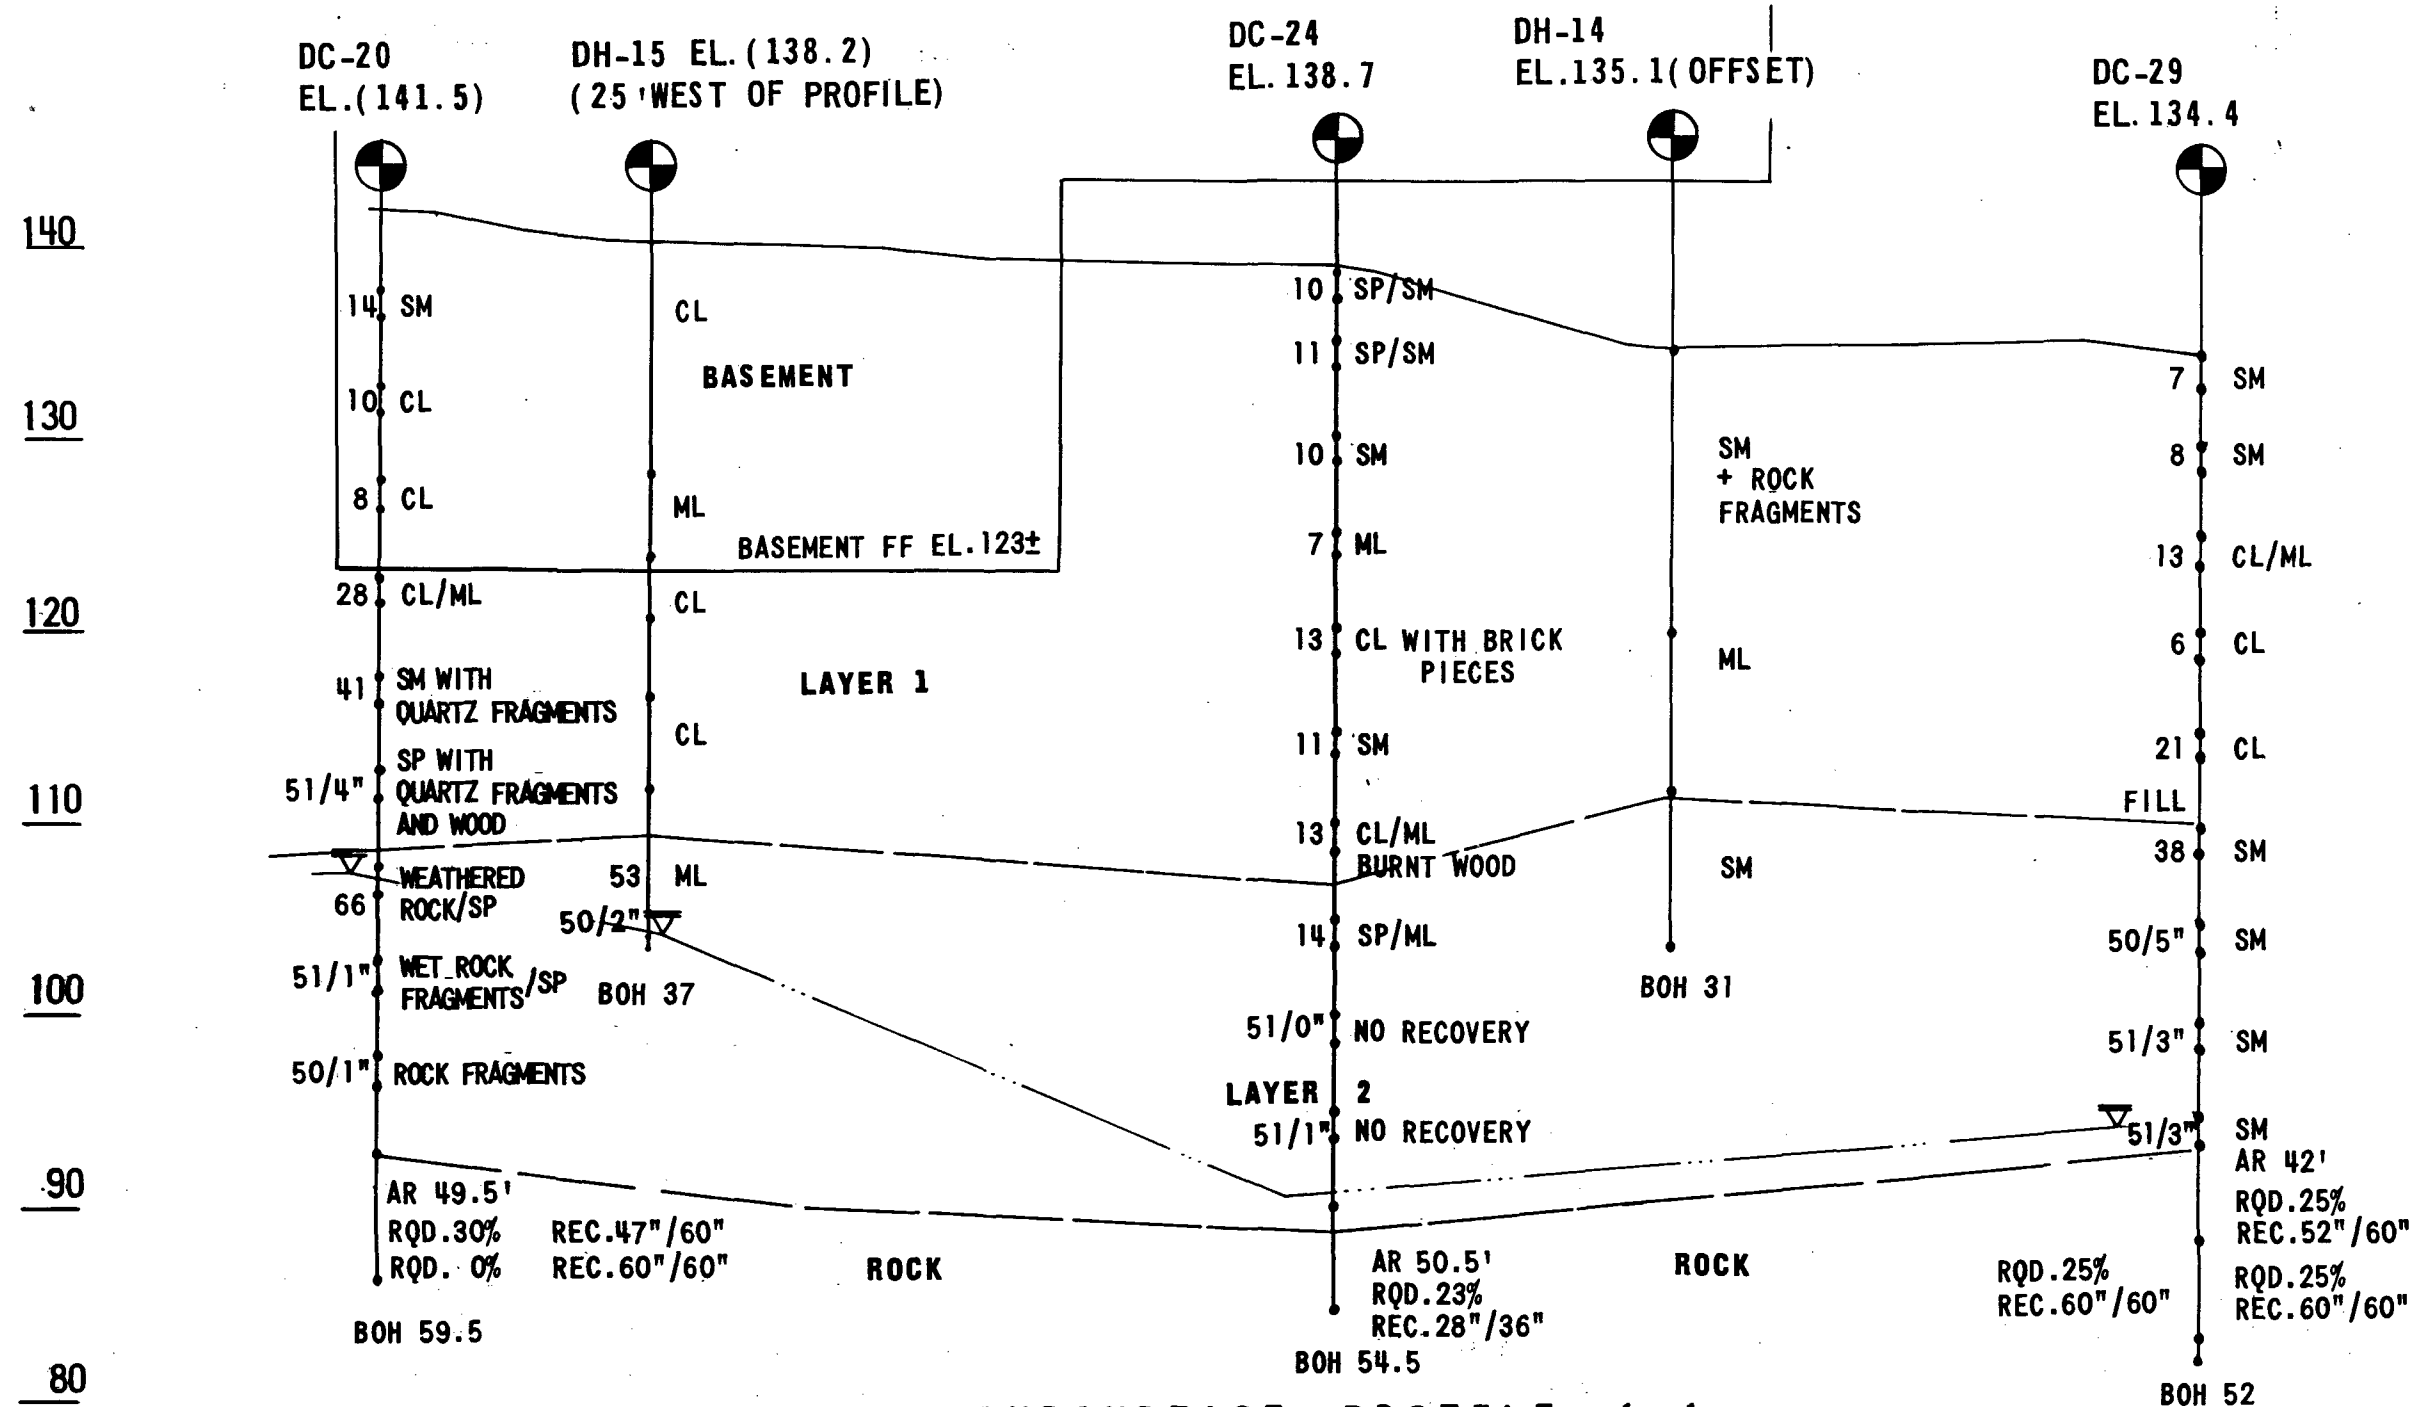 DC-20
EL.(141.5)
DH-15 EL.(138.2)
(25'WEST OF PROFILE)
DC-24
EL.138.7
DH-14
EL.135.1(OFFSET)
DC-29
EL.134.4
140
130
120
110
100
90
80
14 SM
10 CL
8 CL
28 CL/ML
41 SM WITH
QUARTZ FRAGMENTS
SP WITH
51/4" QUARTZ FRAGMENTS
AND WOOD
WEATHERED
66 ROCK/SP
51/1" WET ROCK
FRAGMENTS/SP
50/1" ROCK FRAGMENTS
AR 49.5'
RQD.30% REC.47"/60"
RQD. 0% REC.60"/60"
BOH 59.5
CL
BASEMENT
ML
BASEMENT FF EL.123±
CL
LAYER 1
CL
53 ML
50/2"
BOH 37
ROCK
10 SP/SM
11 SP/SM
10 SM
7 ML
13 CL WITH BRICK
PIECES
11 SM
13 CL/ML
BURNT WOOD
14 SP/ML
51/0" NO RECOVERY
LAYER 2
51/1" NO RECOVERY
AR 50.5'
RQD.23%
REC.28"/36"
BOH 54.5
SM
+ ROCK
FRAGMENTS
ML
SM
BOH 31
ROCK
7 SM
8 SM
13 CL/ML
6 CL
21 CL
FILL
38 SM
50/5" SM
51/3" SM
51/3" SM
AR 42'
RQD.25%
REC.52"/60"
RQD.25%
REC.60"/60"
RQD.25%
REC.60"/60"
BOH 52